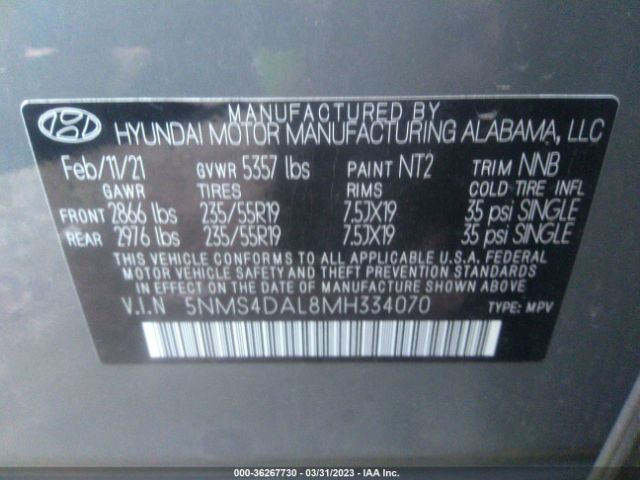 MANUFACTURED BY
HYUNDAI MOTOR MANUFACTURING ALABAMA, LLC
Feb/11/21 GVWR 5357 lbs PAINT NT2 TRIM NNB
GAWR TIRES RIMS COLD TIRE INFL
FRONT 2866 lbs 235/55R19 7.5JX19 35 psi SINGLE
REAR 2976 lbs 235/55R19 7.5JX19 35 psi SINGLE
THIS VEHICLE CONFORMS TO ALL APPLICABLE U.S.A. FEDERAL
MOTOR VEHICLE SAFETY AND THEFT PREVENTION STANDARDS
IN EFFECT ON THE DATE OF MANUFACTURE SHOWN ABOVE.
V.I.N 5NMS4DAL8MH334070 TYPE: MPV
000-36267730 - 03/31/2023 - IAA Inc.